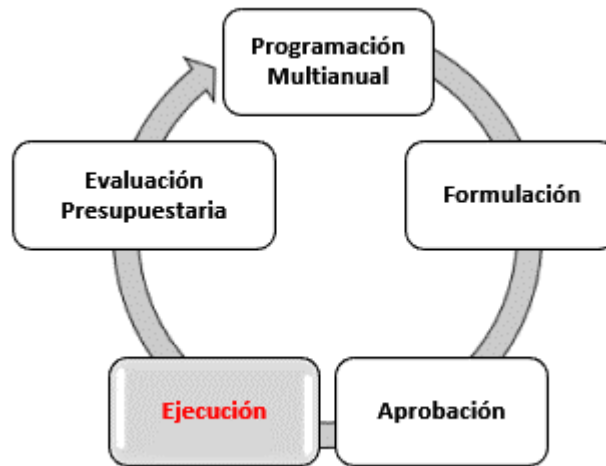 Programación
Multianual
Formulación
Aprobación
Ejecución
Evaluación
Presupuestaria